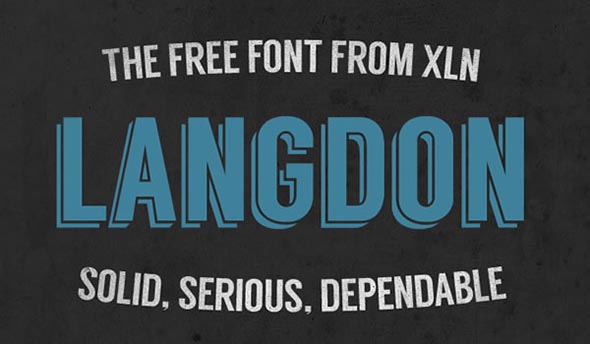 THE FREE FONT FROM XLN
LANGDON
SOLID, SERIOUS, DEPENDABLE